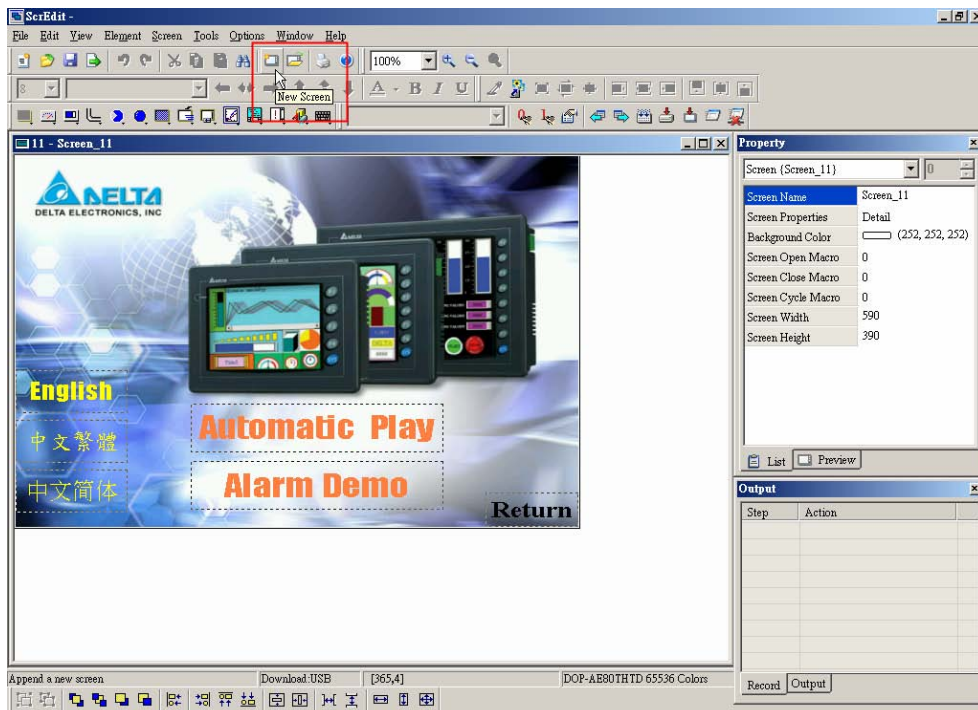 ScrEdit -
File Edit View Element Screen Tools Options Window Help
100%
8
A B I U
New Screen
11 - Screen_11
DELTA
DELTA ELECTRONICS, INC
English
中文繁體
中文简体
Automatic Play
Alarm Demo
Return
Property
Screen {Screen_11} 0
Screen Name Screen_11
Screen Properties Detail
Background Color (252, 252, 252)
Screen Open Macro 0
Screen Close Macro 0
Screen Cycle Macro 0
Screen Width 590
Screen Height 390
List Preview
Output
Step Action
Record Output
Append a new screen Download:USB [365,4] DOP-AE80THTD 65536 Colors